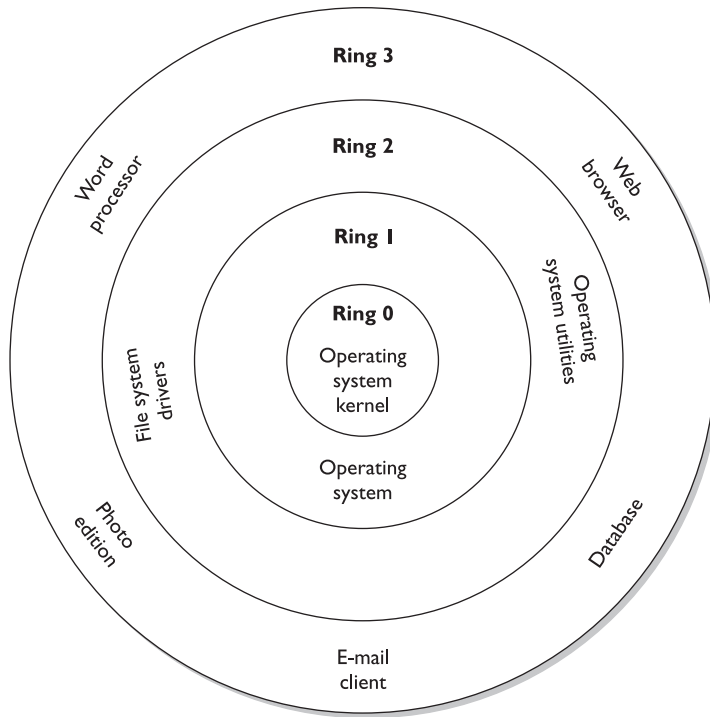 Ring 3
Word
processor
Web
browser
Ring 2
File system
drivers
Operating
system utilities
Ring 1
Operating
system
Ring 0
Operating
system
kernel
Photo
edition
Database
E-mail
client